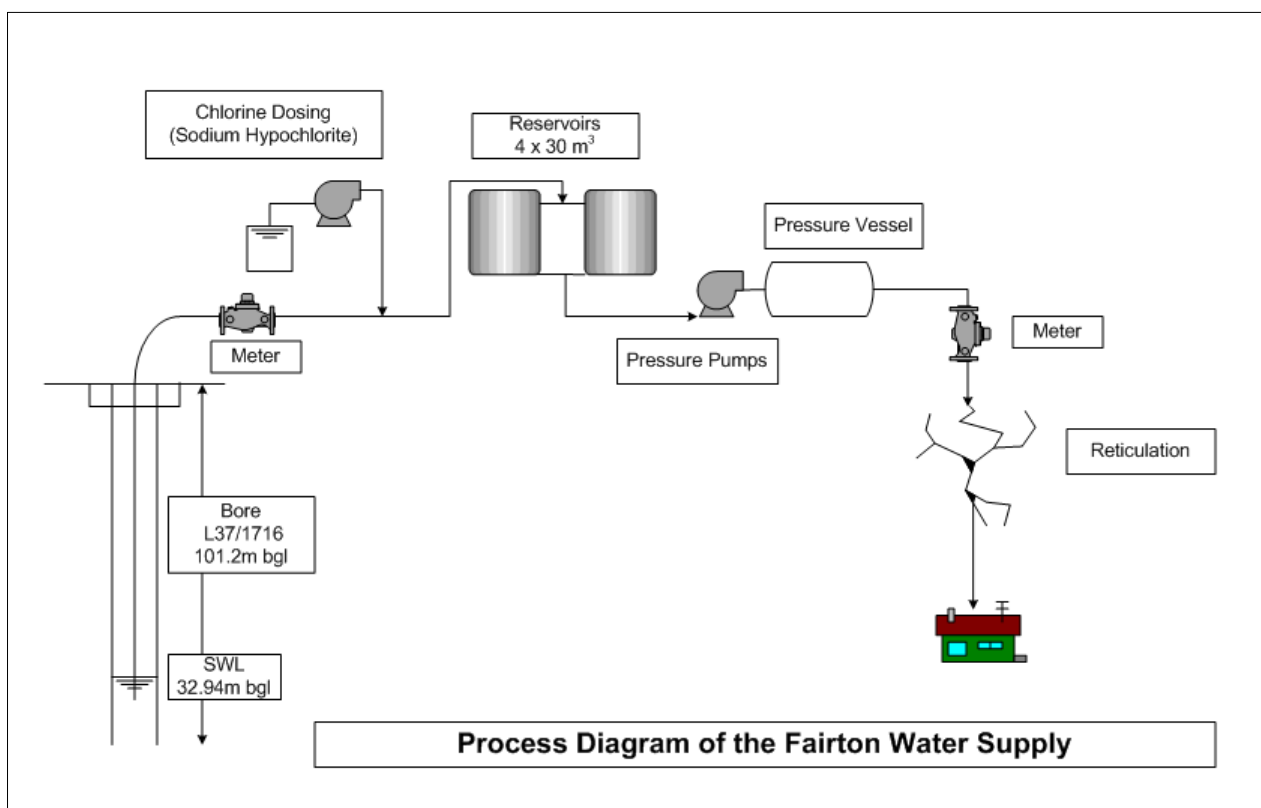 Chlorine Dosing
(Sodium Hypochlorite)
Reservoirs
4 x 30 m³
Pressure Vessel
Meter
Pressure Pumps
Meter
Reticulation
Bore
L37/1716
101.2m bgl
SWL
32.94m bgl
Process Diagram of the Fairton Water Supply